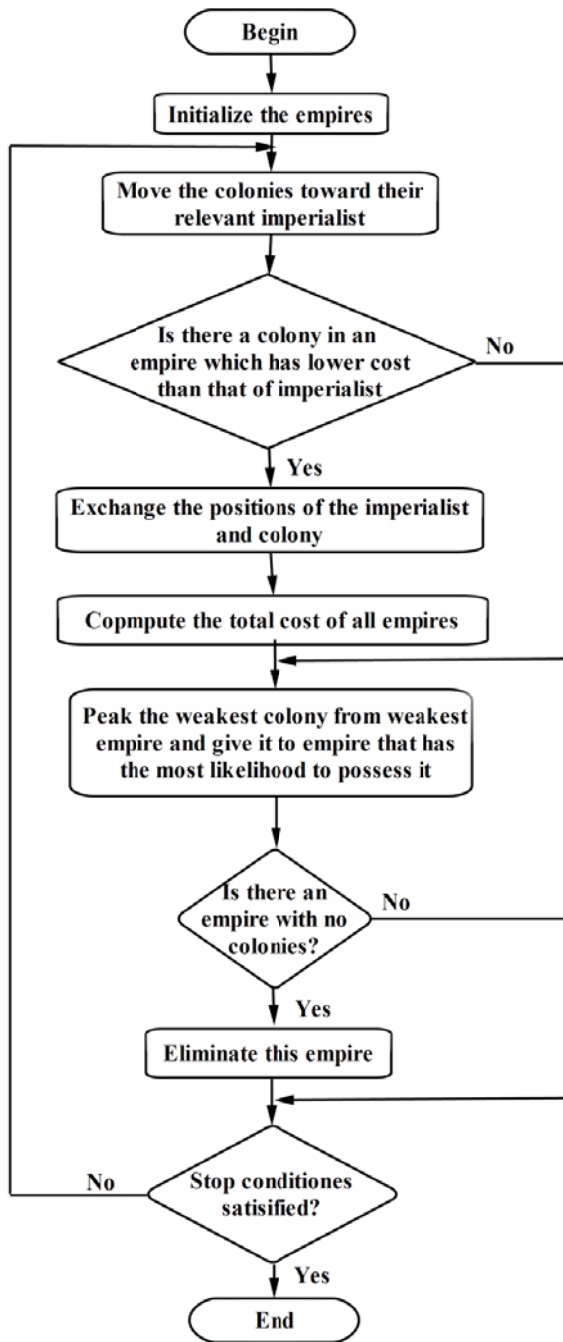 Begin
Initialize the empires
Move the colonies toward their
relevant imperialist
Is there a colony in an
empire which has lower cost
than that of imperialist
No
Yes
Exchange the positions of the imperialist
and colony
Copmpute the total cost of all empires
Peak the weakest colony from weakest
empire and give it to empire that has
the most likelihood to possess it
Is there an
empire with no
colonies?
No
Yes
Eliminate this empire
Stop conditiones
satisified?
No
Yes
End